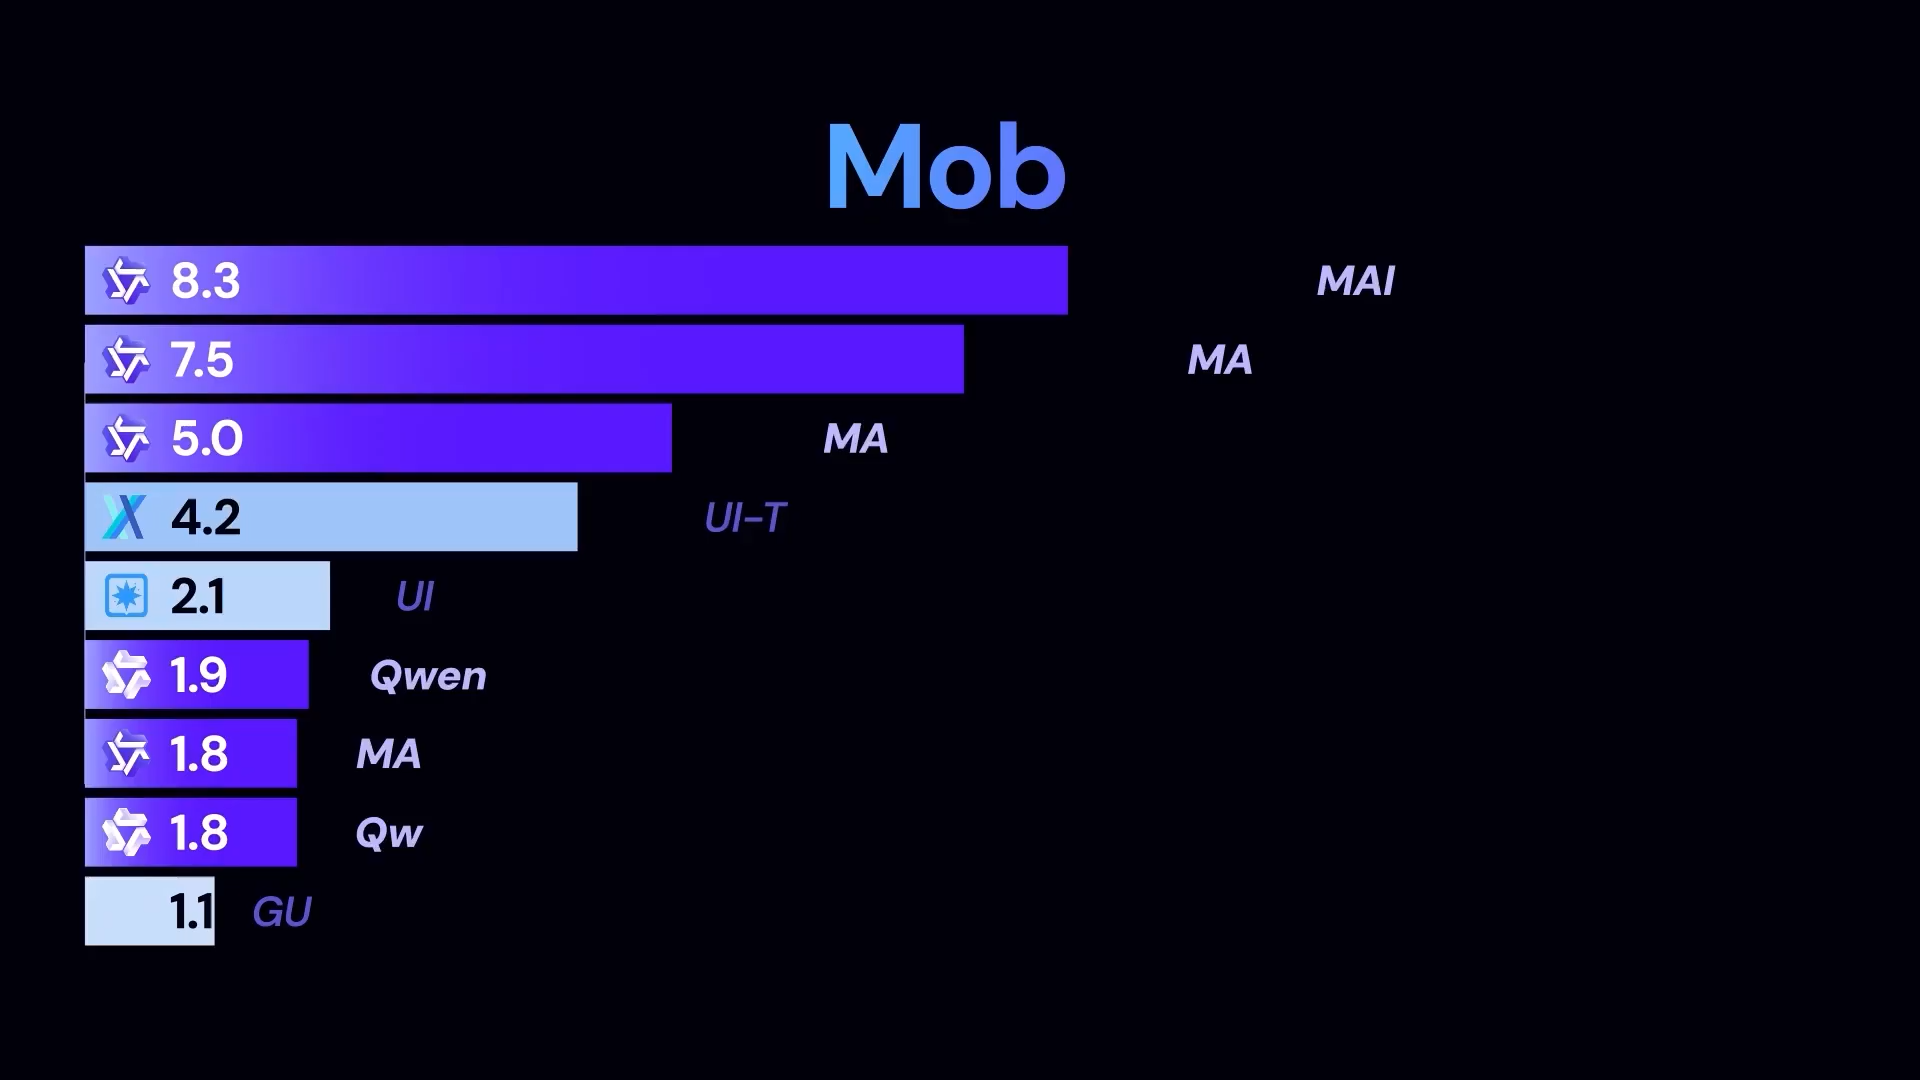 Mob
8.3 MAI
7.5 MA
5.0 MA
4.2 UI-T
2.1 UI
1.9 Qwen
1.8 MA
1.8 Qw
1.1 GU